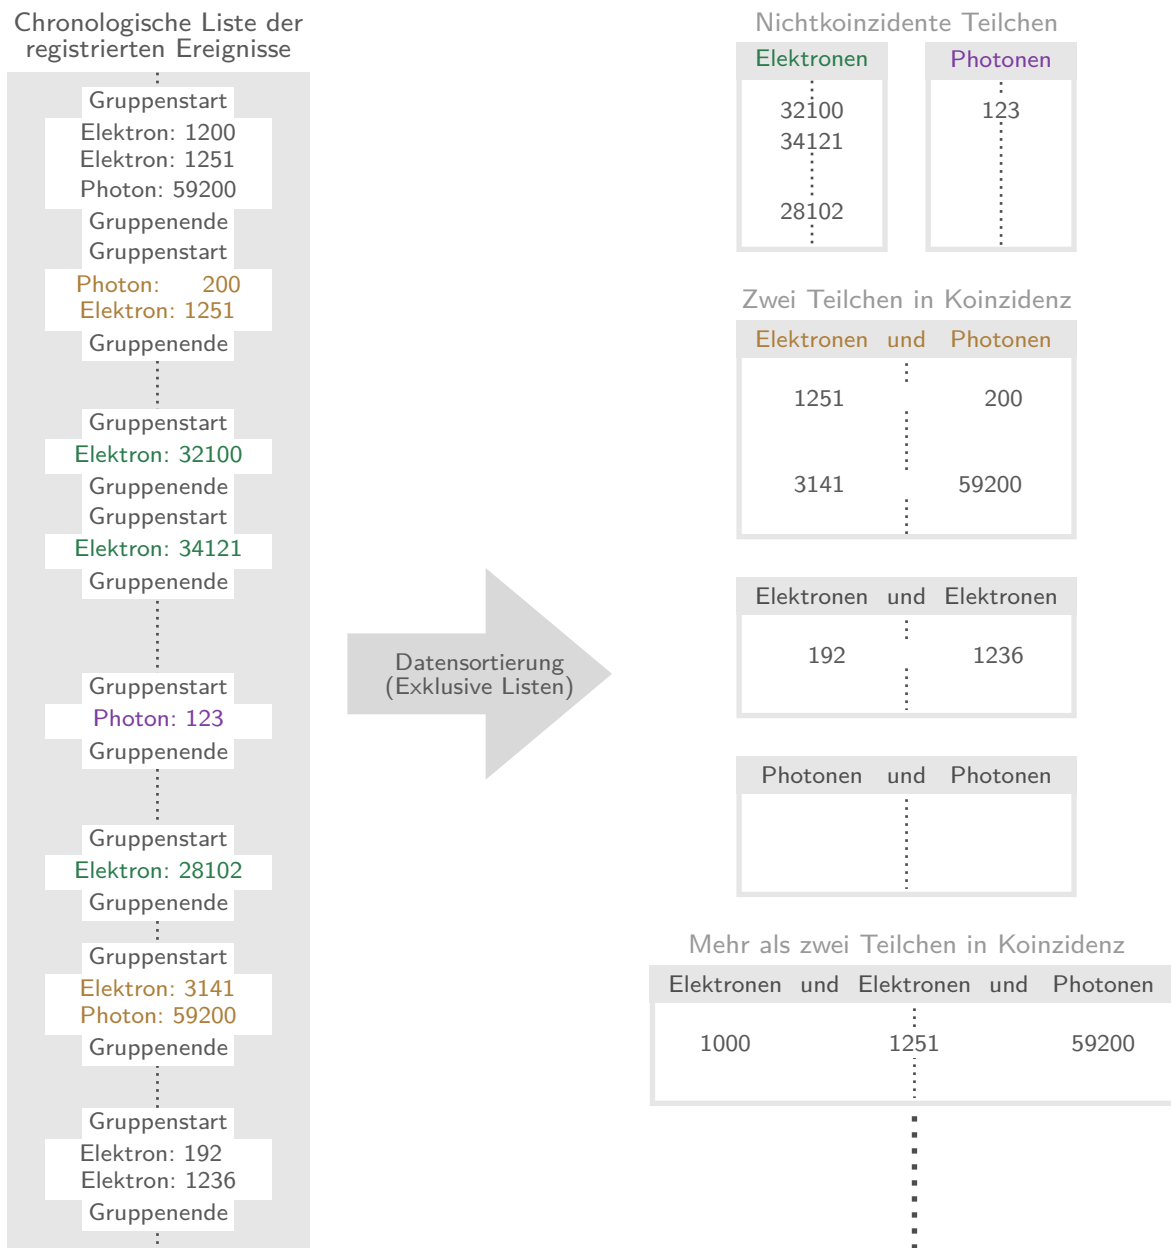 Chronologische Liste der
registrierten Ereignisse
Gruppenstart
Elektron: 1200
Elektron: 1251
Photon: 59200
Gruppenende
Gruppenstart
Photon: 200
Elektron: 1251
Gruppenende
Gruppenstart
Elektron: 32100
Gruppenende
Gruppenstart
Elektron: 34121
Gruppenende
Gruppenstart
Photon: 123
Gruppenende
Gruppenstart
Elektron: 28102
Gruppenende
Gruppenstart
Elektron: 3141
Photon: 59200
Gruppenende
Gruppenstart
Elektron: 192
Elektron: 1236
Gruppenende
Datensortierung
(Exklusive Listen)
Nichtkoinzidente Teilchen
Elektronen Photonen
32100 123
34121
28102
Zwei Teilchen in Koinzidenz
Elektronen und Photonen
1251 200
3141 59200
Elektronen und Elektronen
192 1236
Photonen und Photonen
Mehr als zwei Teilchen in Koinzidenz
Elektronen und Elektronen und Photonen
1000 1251 59200